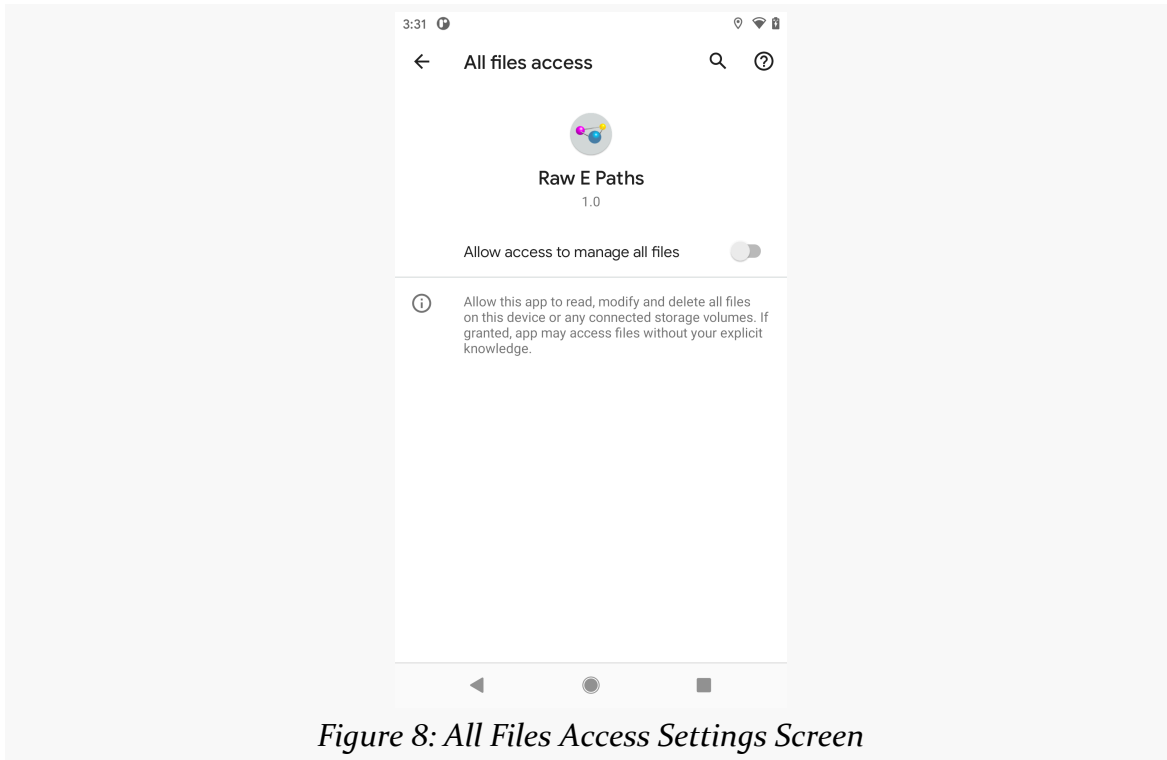 3:31
All files access
Raw E Paths
1.0
Allow access to manage all files
Allow this app to read, modify and delete all files
on this device or any connected storage volumes. If
granted, app may access files without your explicit
knowledge.
Figure 8: All Files Access Settings Screen